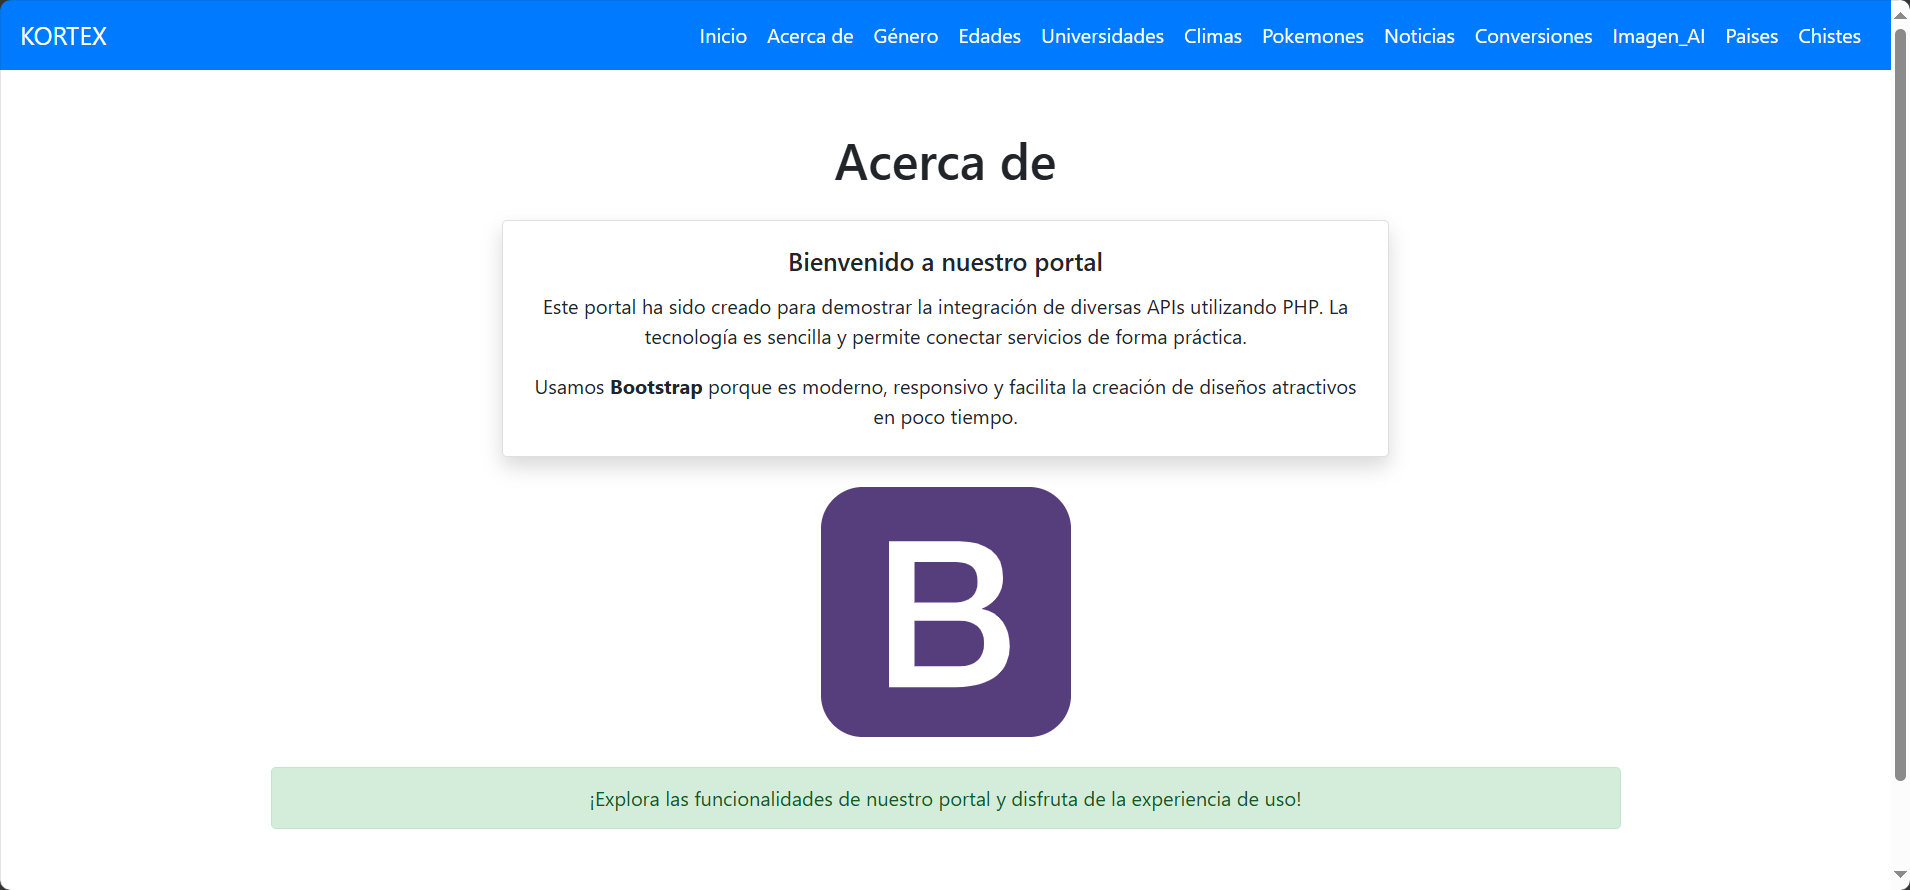 KORTEX
Inicio Acerca de Género Edades Universidades Climas Pokemones Noticias Conversiones Imagen_AI Paises Chistes
Acerca de
Bienvenido a nuestro portal
Este portal ha sido creado para demostrar la integración de diversas APIs utilizando PHP. La
tecnología es sencilla y permite conectar servicios de forma práctica.
Usamos Bootstrap porque es moderno, responsivo y facilita la creación de diseños atractivos
en poco tiempo.
B
¡Explora las funcionalidades de nuestro portal y disfruta de la experiencia de uso!